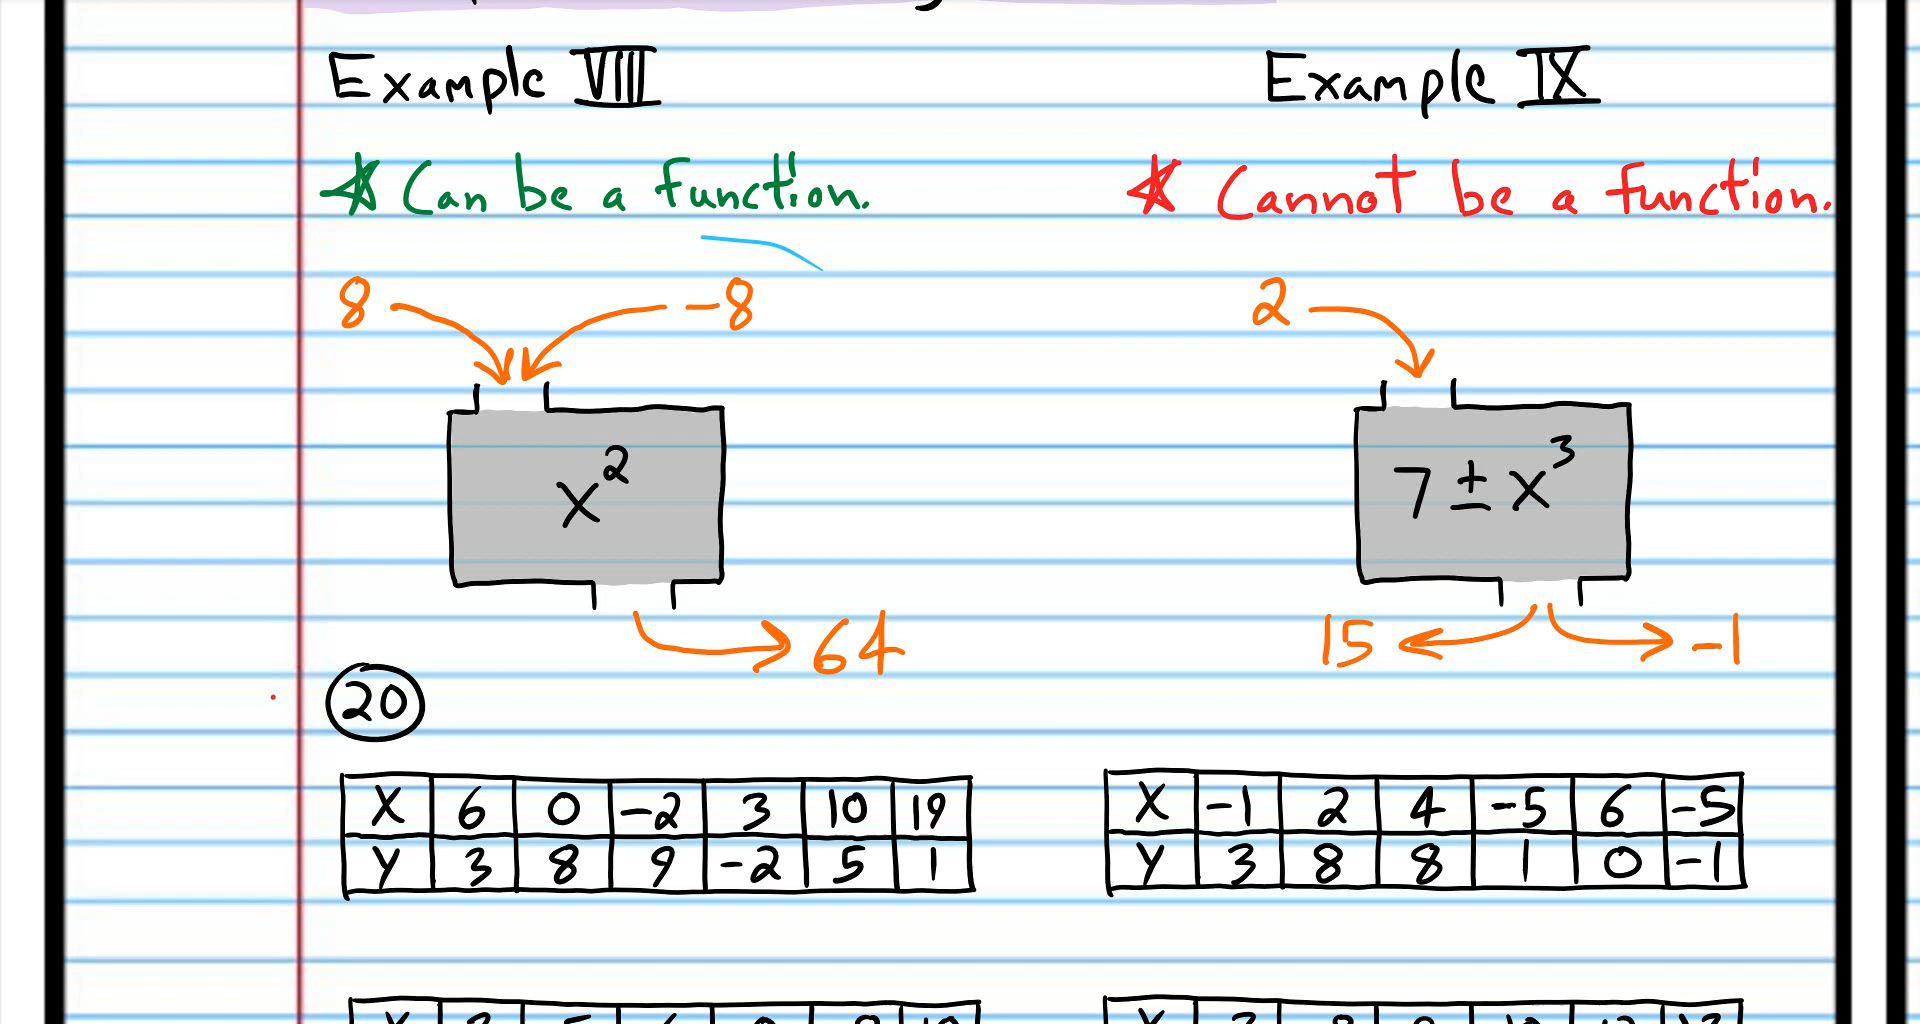 Example VIII
Example IX
Can be a function.
Cannot be a function.
8 -8
2
x²
7 ± x³
64
15 -1
20
X 6 0 -2 3 10 19
Y 3 8 9 -2 5 1
X -1 2 4 -5 6 -5
Y 3 8 8 1 0 -1